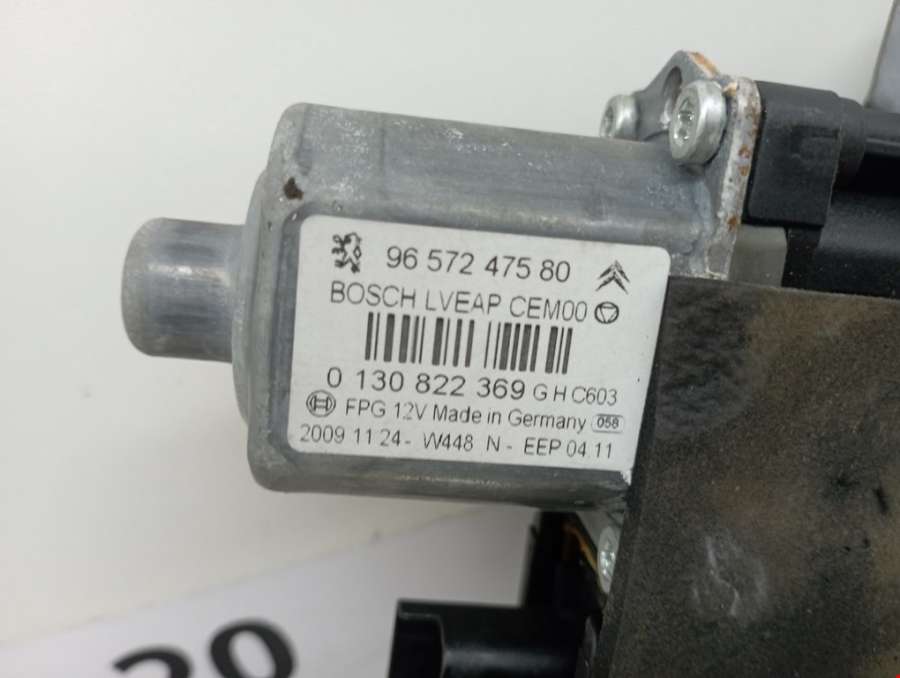 96 572 475 80
BOSCH LVEAP CEM00
0 130 822 369 G H C603
FPG 12V Made in Germany 058
2009 11 24- W448 N - EEP 04.11